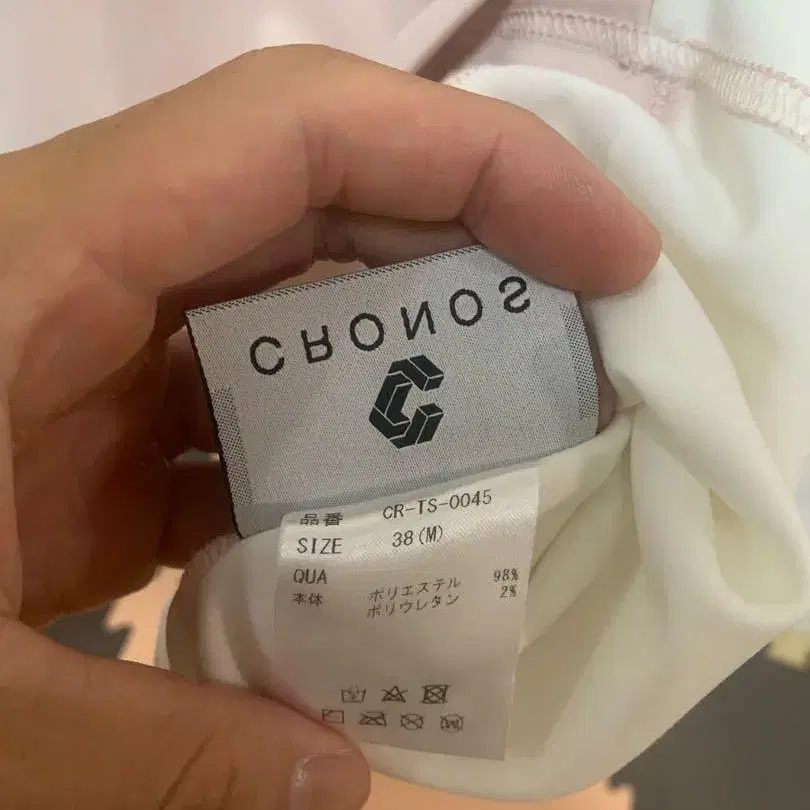 CRONOS
品番 CR-TS-0045
SIZE 38(M)
QUA
本体 ポリエステル 98%
ポリウレタン 2%